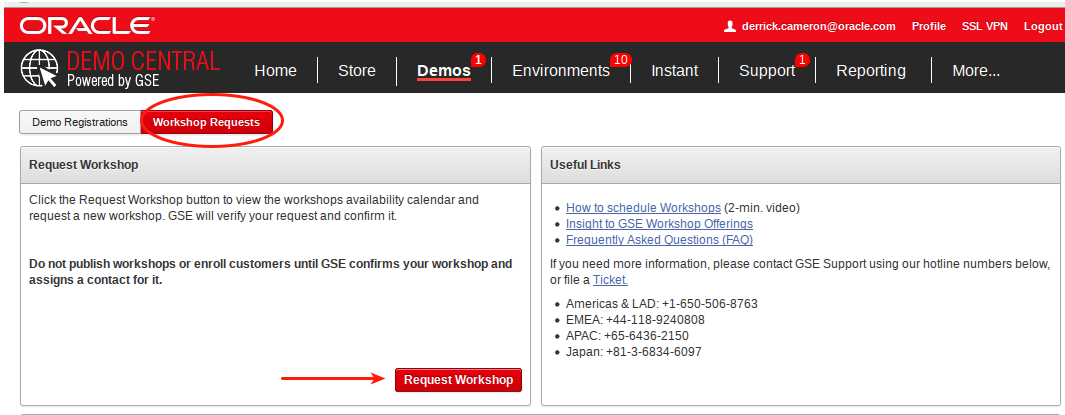 ORACLE
derrick.cameron@oracle.com Profile SSL VPN Logout
DEMO CENTRAL
Powered by GSE
Home Store Demos 1 Environments 10 Instant Support 1 Reporting More...
Demo Registrations Workshop Requests
Request Workshop
Click the Request Workshop button to view the workshops availability calendar and
request a new workshop. GSE will verify your request and confirm it.
Do not publish workshops or enroll customers until GSE confirms your workshop and
assigns a contact for it.
Request Workshop
Useful Links
How to schedule Workshops (2-min. video)
Insight to GSE Workshop Offerings
Frequently Asked Questions (FAQ)
If you need more information, please contact GSE Support using our hotline numbers below,
or file a Ticket.
Americas & LAD: +1-650-506-8763
EMEA: +44-118-9240808
APAC: +65-6436-2150
Japan: +81-3-6834-6097